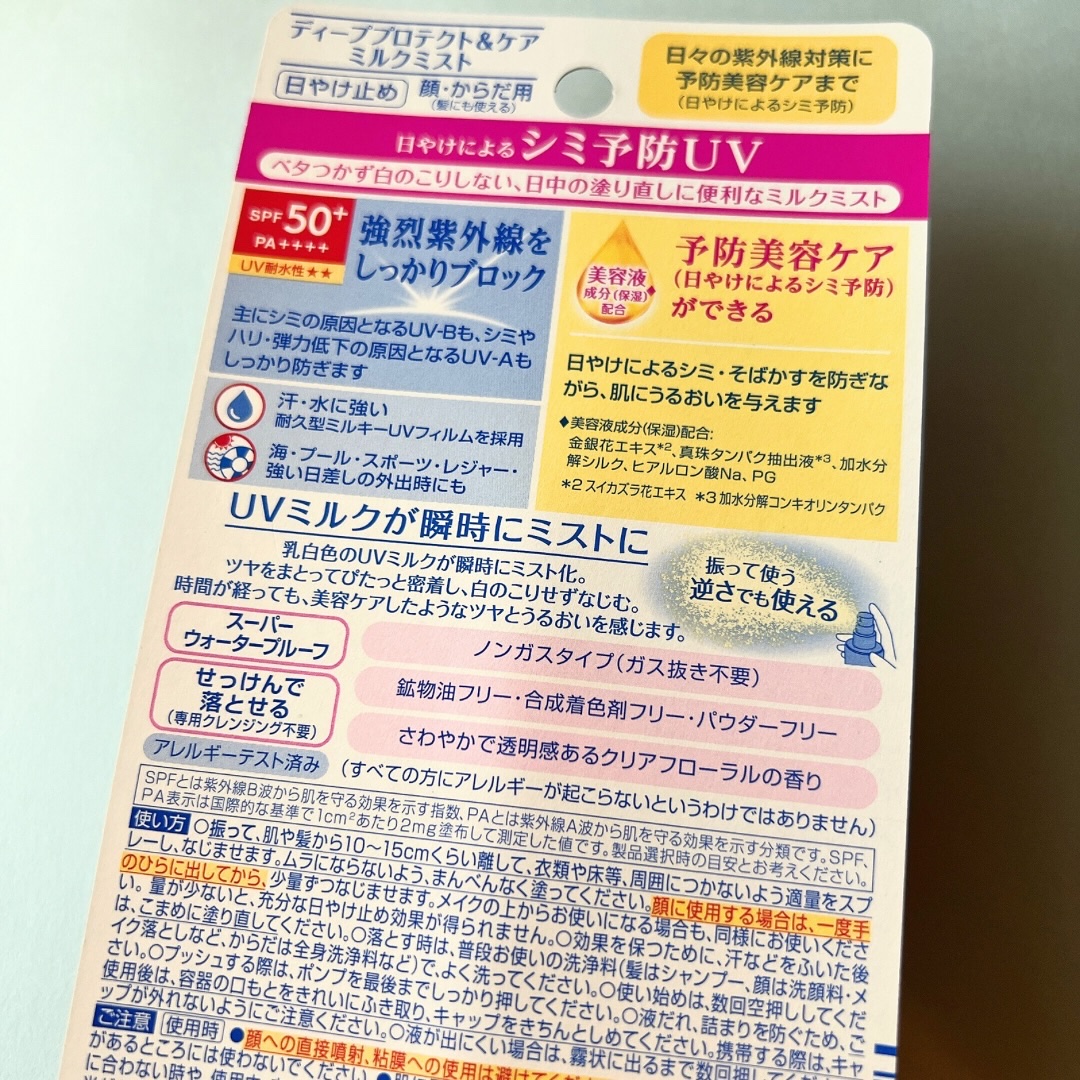 ディーププロテクト&ケア
ミルクミスト
日やけ止め 顔・からだ用
(髪にも使える)
日々の紫外線対策に
予防美容ケアまで
(日やけによるシミ予防)
日やけによるシミ予防UV
ベタつかず白のこりしない、日中の塗り直しに便利なミルクミスト
SPF50+
PA++++
UV耐水性★★
強烈紫外線を
しっかりブロック
主にシミの原因となるUV-Bも、シミや
ハリ・弾力低下の原因となるUV-Aも
しっかり防ぎます
汗・水に強い
耐久型ミルキーUVフィルムを採用
海・プール・スポーツ・レジャー・
強い日差しの外出時にも
美容液
成分(保湿)◆
配合
予防美容ケア
(日やけによるシミ予防)
ができる
日やけによるシミ・そばかすを防ぎな
がら、肌にうるおいを与えます
◆美容液成分(保湿)配合:
金銀花エキス*2、真珠タンパク抽出液*3、加水分
解シルク、ヒアルロン酸Na、PG
*2 スイカズラ花エキス *3 加水分解コンキオリンタンパク
UVミルクが瞬時にミストに
乳白色のUVミルクが瞬時にミスト化。
ツヤをまとってぴたっと密着し、白のこりせずなじむ。
時間が経っても、美容ケアしたようなツヤとうるおいを感じます。
振って使う
逆さでも使える
スーパー
ウォータープルーフ
せっけんで
落とせる
(専用クレンジング不要)
ノンガスタイプ(ガス抜き不要)
鉱物油フリー・合成着色剤フリー・パウダーフリー
さわやかで透明感あるクリアフローラルの香り
アレルギーテスト済み (すべての方にアレルギーが起こらないというわけではありません)
SPFとは紫外線B波から肌を守る効果を示す指数、PAとは紫外線A波から肌を守る効果を示す分類です。SPF、
PA表示は国際的な基準で1cm²あたり2mg塗布して測定した値です。製品選択時の目安とお考えください。
使い方 ○振って、肌や髪から10〜15cmくらい離して、衣類や床等、周囲につかないよう適量をスプ
レーし、なじませます。ムラにならないよう、まんべんなく塗ってください。顔に使用する場合は、一度手
のひらに出してから、少量ずつなじませます。メイクの上からお使いになる場合も、同様にお使いくださ
い。量が少ないと、充分な日やけ止め効果が得られません。○効果を保つために、汗などをふいた後
は、こまめに塗り直してください。○落とす時は、普段お使いの洗浄料(髪はシャンプー、顔は洗顔料・メ
イク落としなど、からだは全身洗浄料など)で、よく洗ってください。○使い始めは、数回空押ししてくだ
さい。○プッシュする際は、ポンプを最後までしっかり押してください。○液だれ、詰まりを防ぐため、ご
使用後は、容器の口もとをきれいにふき取り、キャップをきちんとしめてください。携帯する際は、キャ
ップが外れないようにご注意ください。○液が出にくい場合は、霧状に出るまで数回押してください。
ご注意 使用時 ●顔への直接噴射、粘膜への使用は避けてくだ
があるところには使わないでください
に合わない時や、使用中、